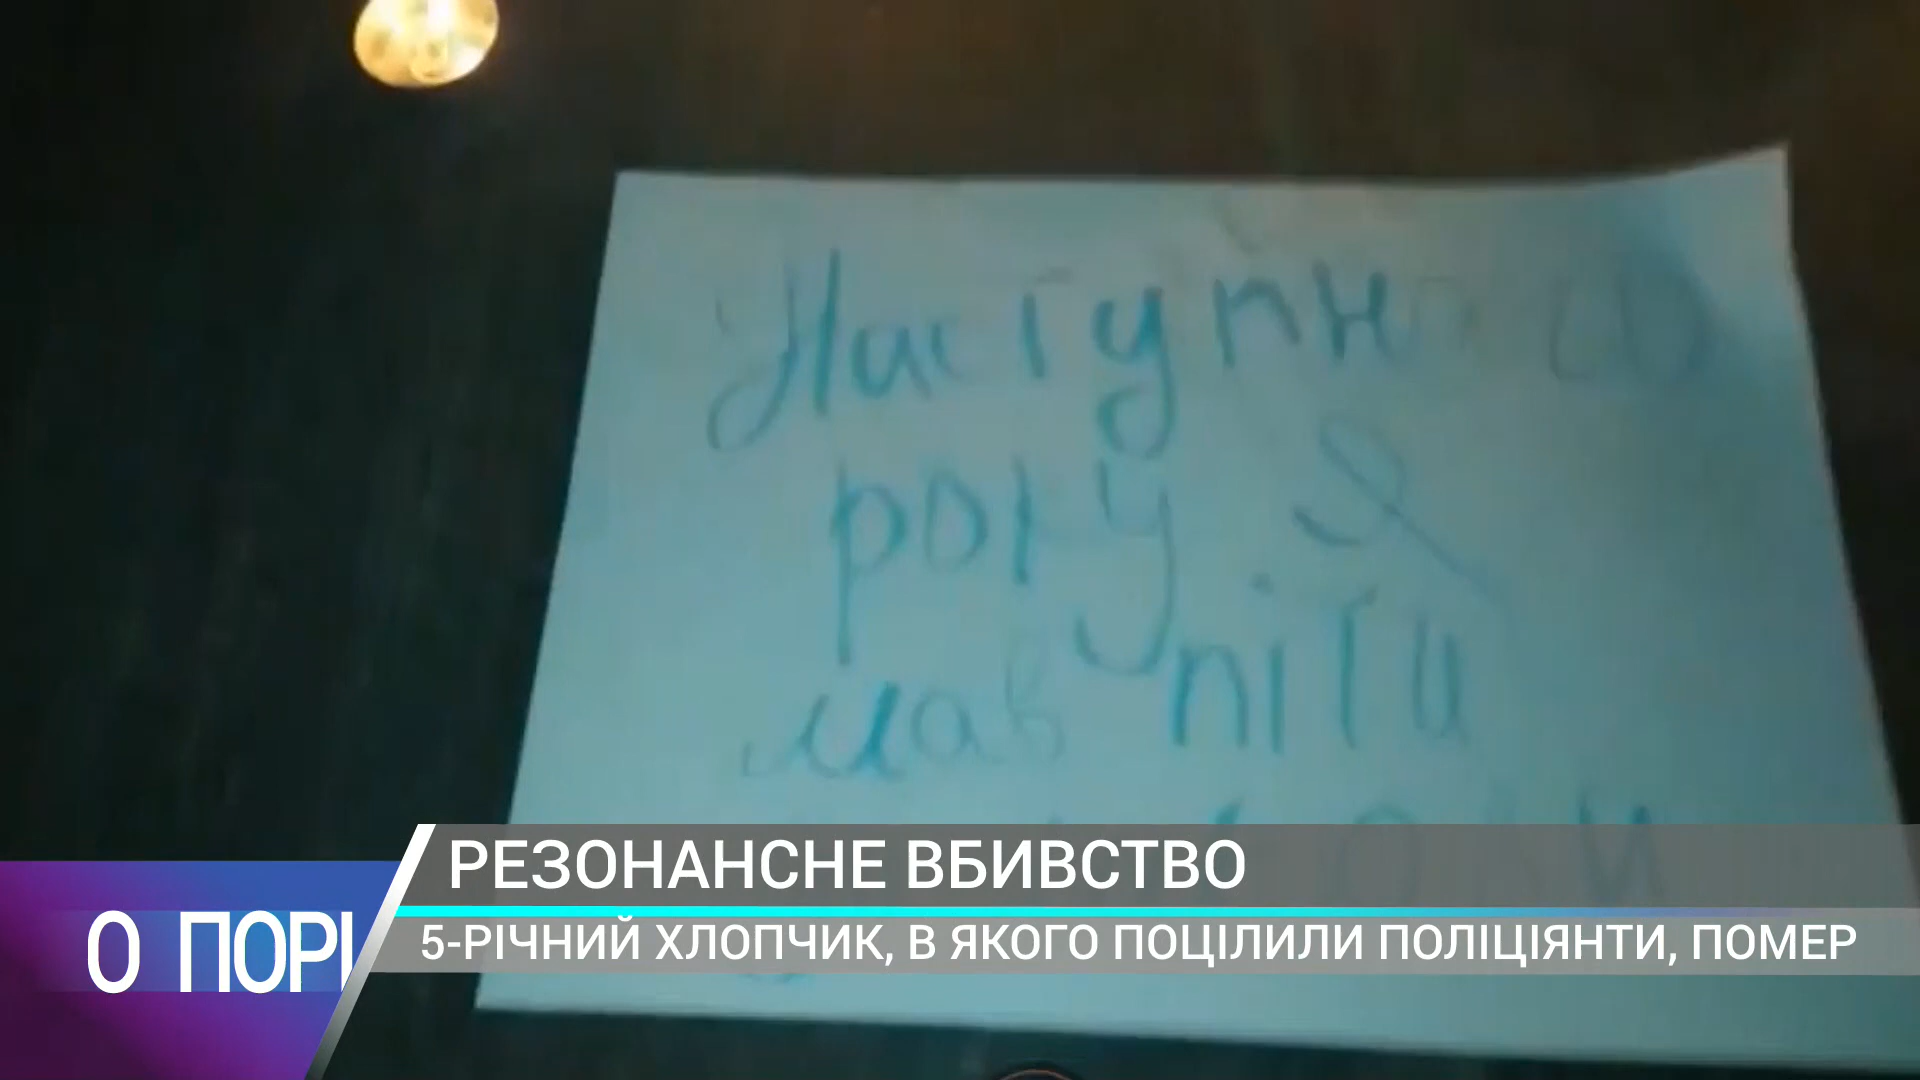 Наступного
року я
мав піти
РЕЗОНАНСНЕ ВБИВСТВО
О ПОРІ
5-РІЧНИЙ ХЛОПЧИК, В ЯКОГО ПОЦІЛИЛИ ПОЛІЦІЯНТИ, ПОМЕР